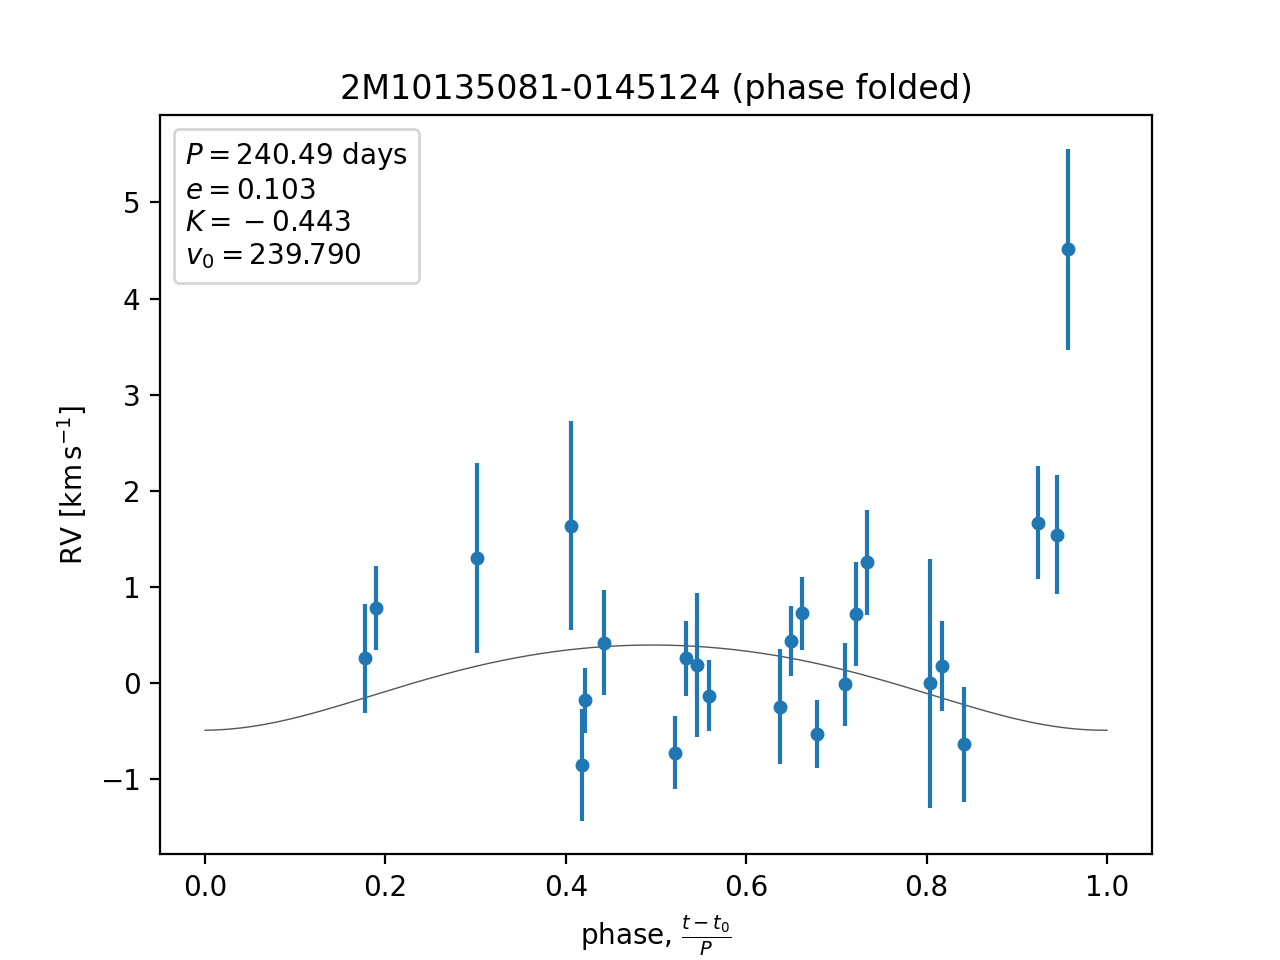 2M10135081-0145124 (phase folded)
P = 240.49 days
e = 0.103
K = −0.443
v₀ = 239.790
5
4
3
2
1
0
−1
RV [km s⁻¹]
0.0 0.2 0.4 0.6 0.8 1.0
phase, (t − t₀)/P